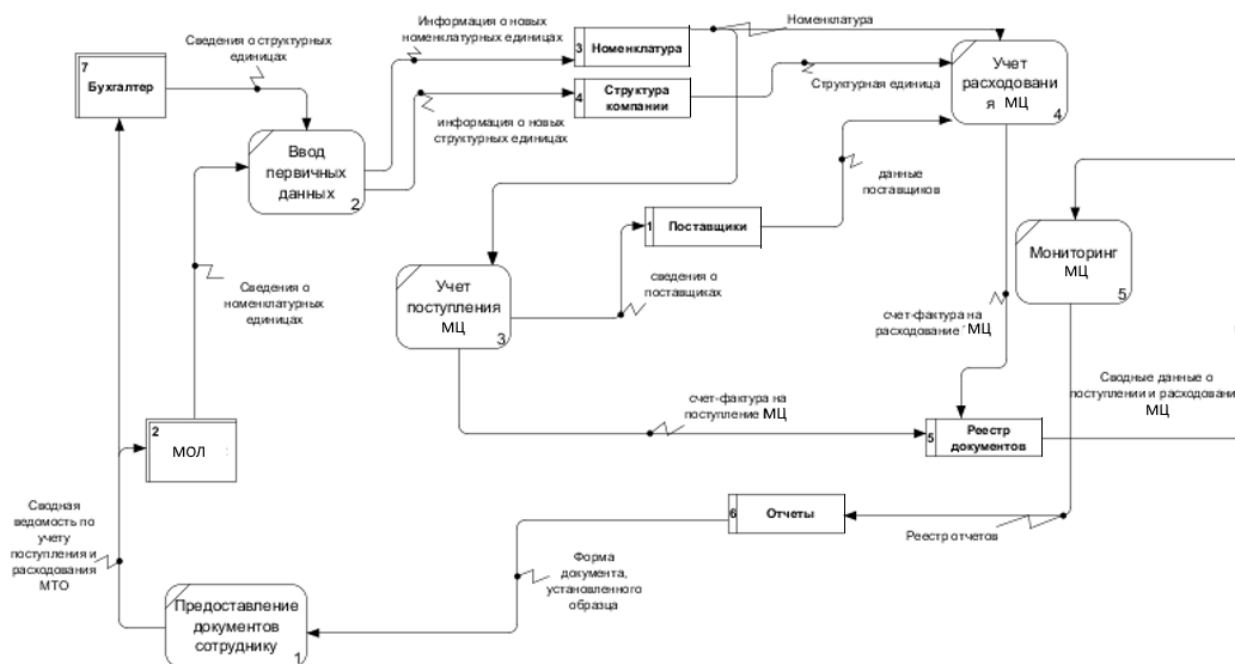 Информация о новых
номенклатурных единицах
Номенклатура
Сведения о структурных
единицах
3
Номенклатура
7
Бухгалтер
4
Структура
компании
Структурная единица
Учет
расходовани
я МЦ
4
информация о новых
структурных единицах
Ввод
первичных
данных
2
данные
поставщиков
1
Поставщики
Мониторинг
МЦ
5
Сведения о
номенклатурных
единицах
Учет
поступления
МЦ
3
сведения о
поставщиках
счет-фактура на
расходование МЦ
Сводные данные о
поступлении и расходовани
МЦ
счет-фактура на
поступление МЦ
5
Реестр
документов
2
МОЛ
Сводная
ведомость по
учету
поступления и
расходования
МТО
6
Отчеты
Реестр отчетов
Форма
документа,
установленного
образца
Предоставление
документов
сотруднику
1